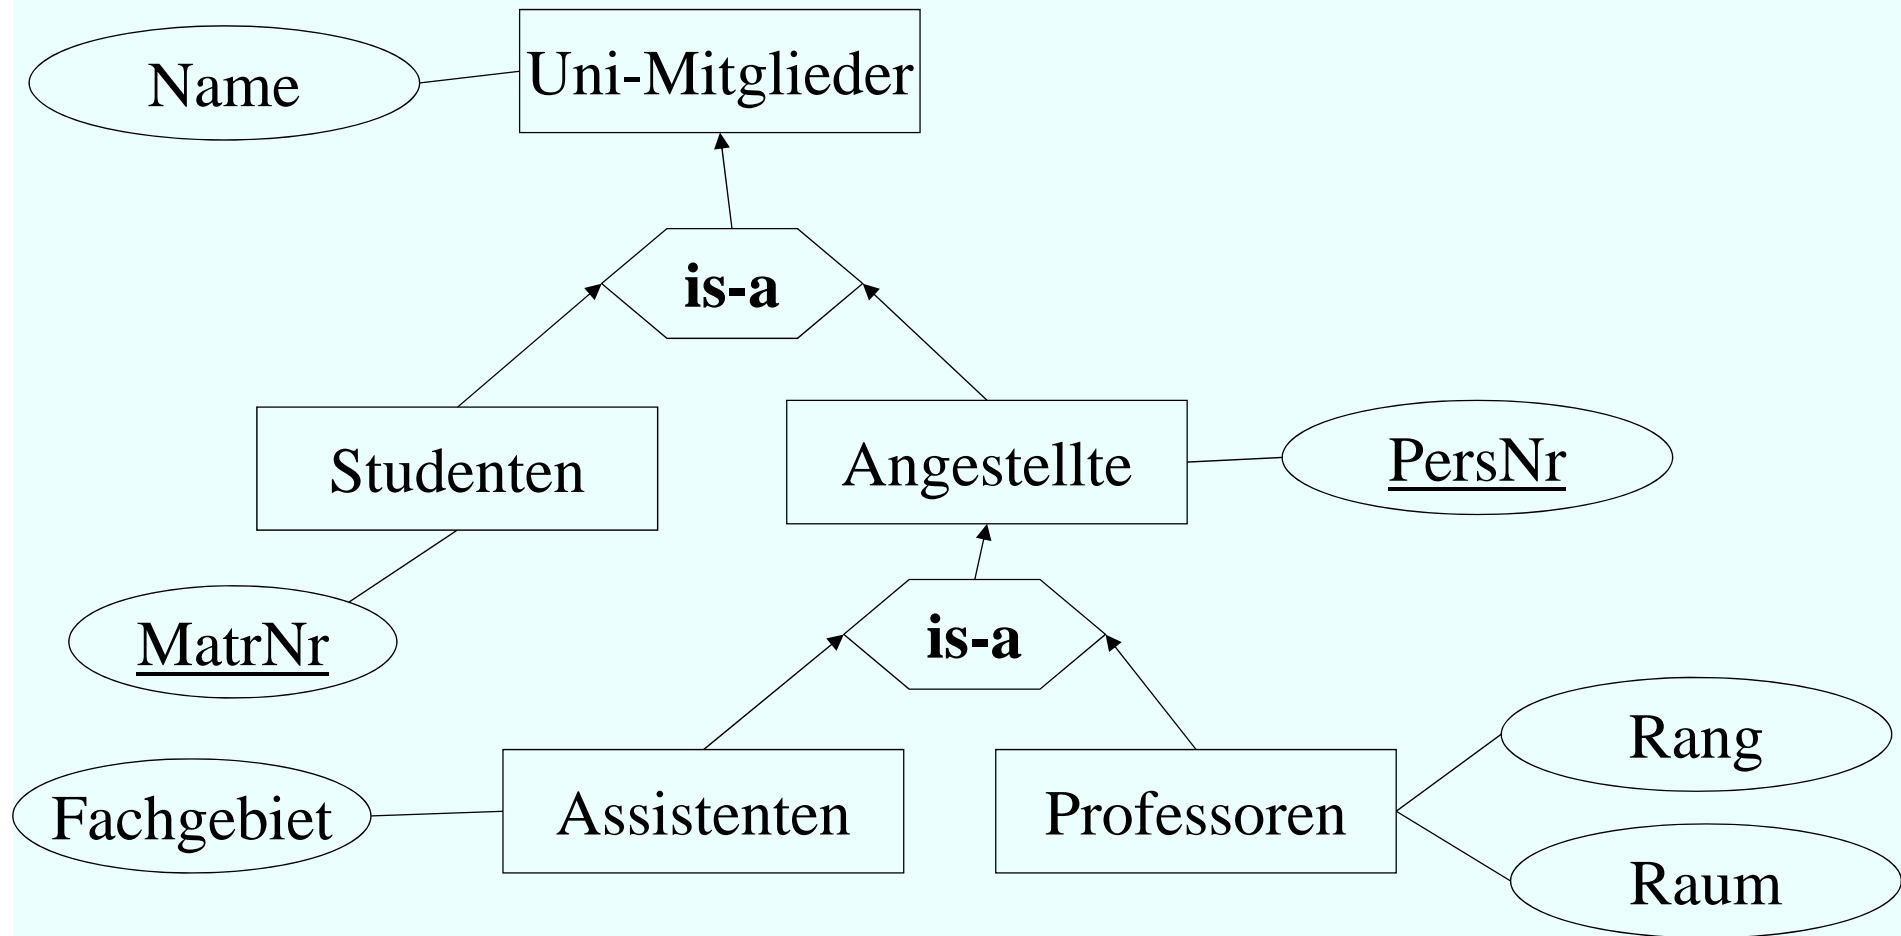 Name
Uni-Mitglieder
is-a
Studenten
Angestellte
PersNr
MatrNr
is-a
Rang
Fachgebiet
Assistenten
Professoren
Raum